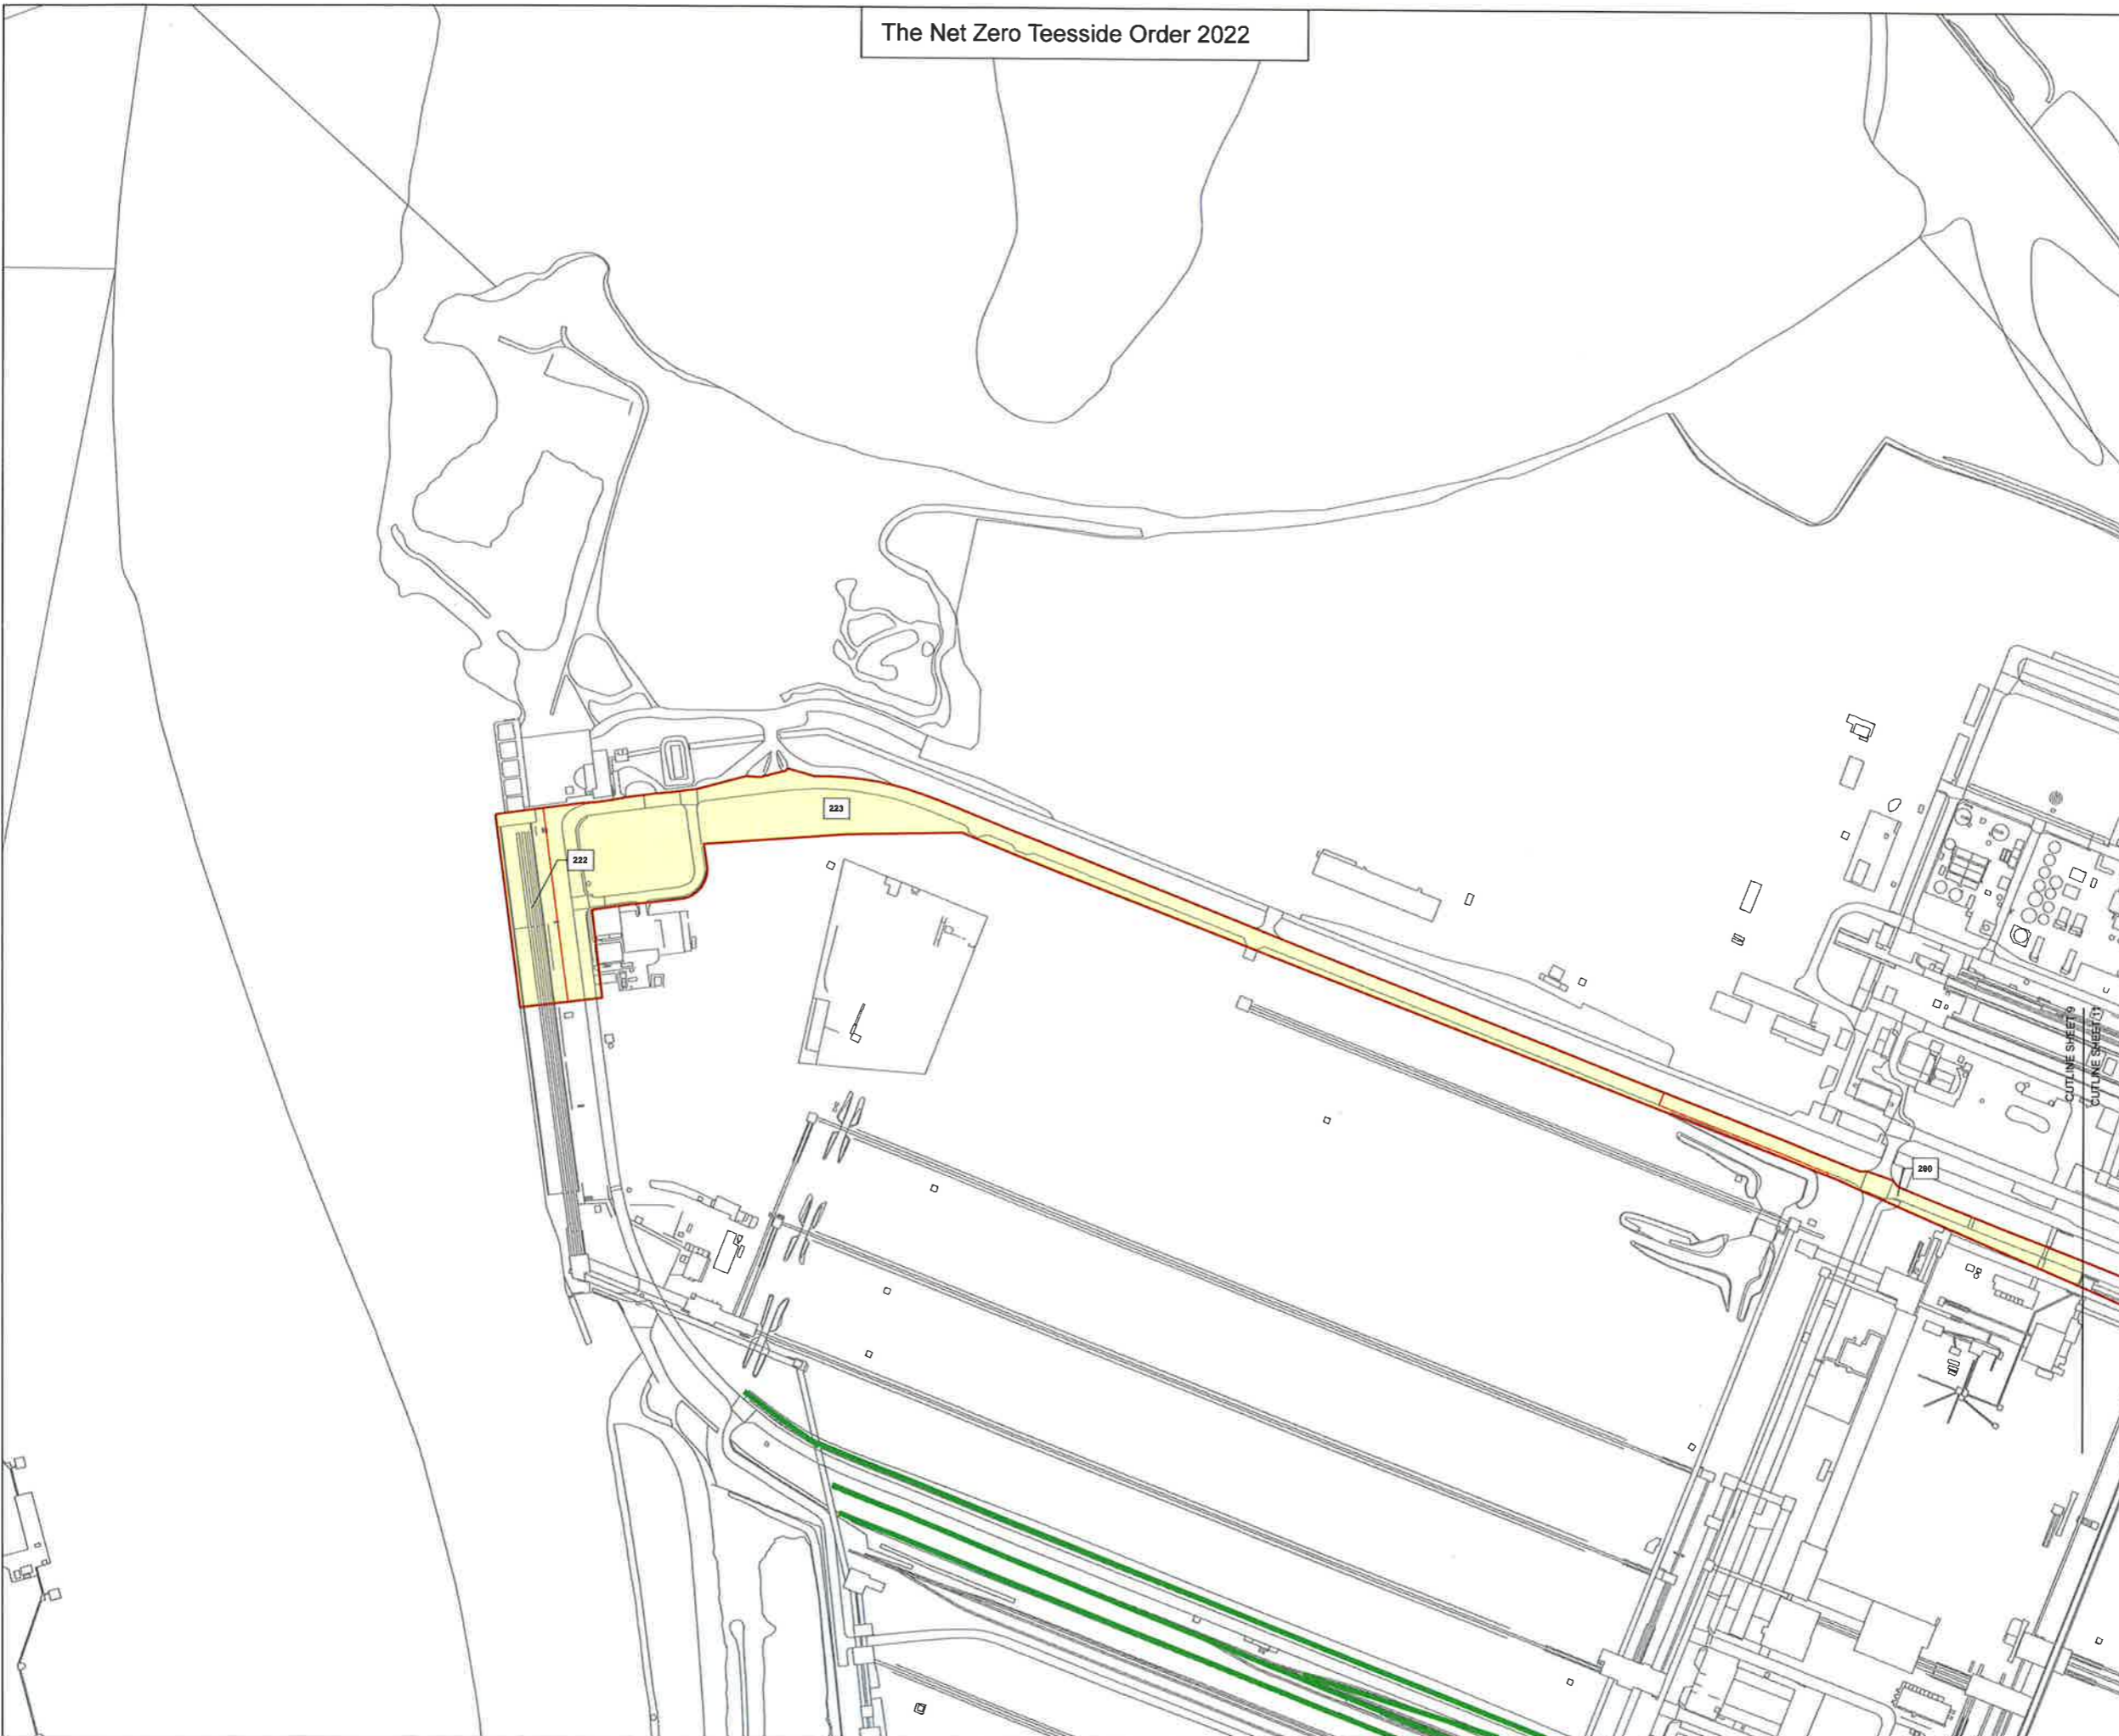 The Net Zero Teesside Order 2022
223
222
290
CUTLINE SHEET 9
CUTLINE SHEET 11